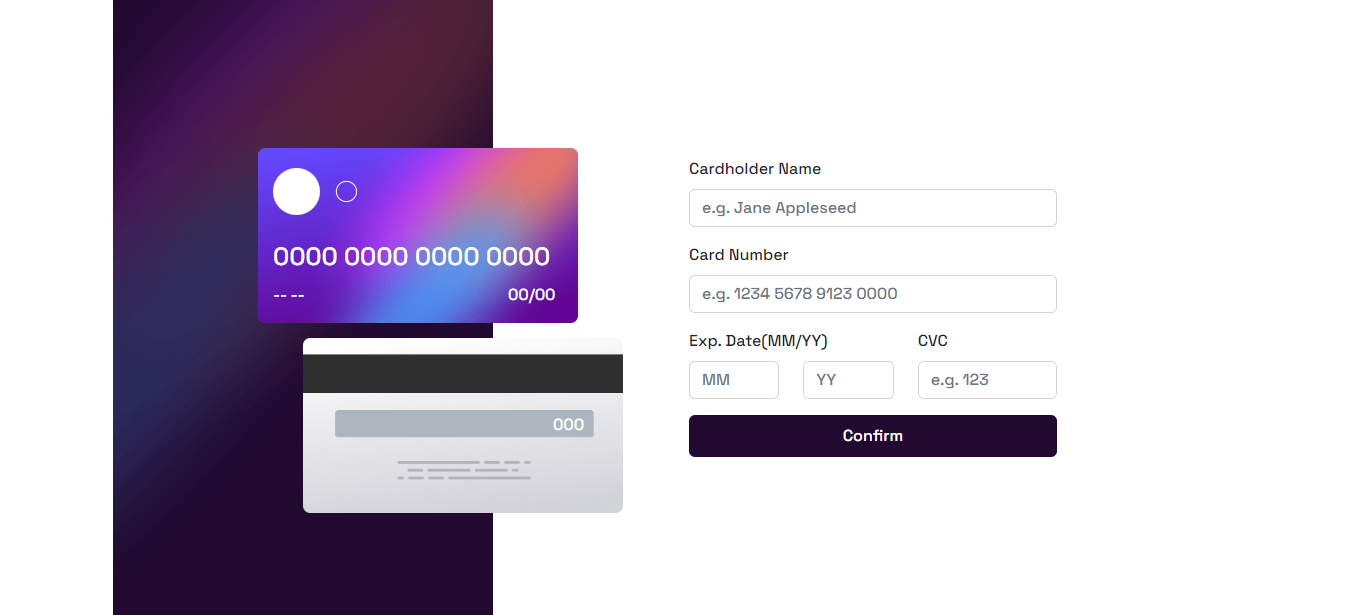 0000 0000 0000 0000
-- --
00/00
000
Cardholder Name
e.g. Jane Appleseed
Card Number
e.g. 1234 5678 9123 0000
Exp. Date(MM/YY) CVC
MM YY e.g. 123
Confirm